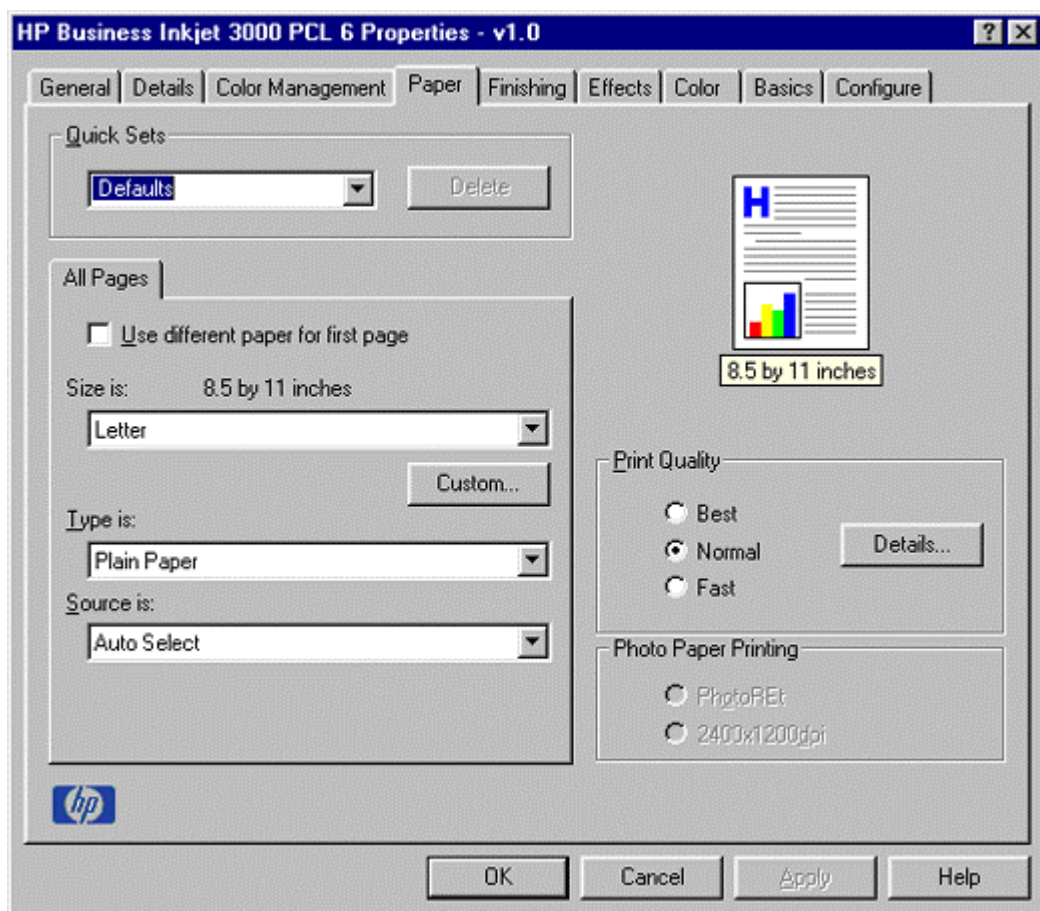 HP Business Inkjet 3000 PCL 6 Properties - v1.0
General Details Color Management Paper Finishing Effects Color Basics Configure
Quick Sets
Defaults Delete
H
8.5 by 11 inches
All Pages
Use different paper for first page
Size is: 8.5 by 11 inches
Letter
Custom...
Type is:
Plain Paper
Source is:
Auto Select
Print Quality
Best
Normal
Fast
Details...
Photo Paper Printing
PhotoREt
2400x1200dpi
hp
OK Cancel Apply Help